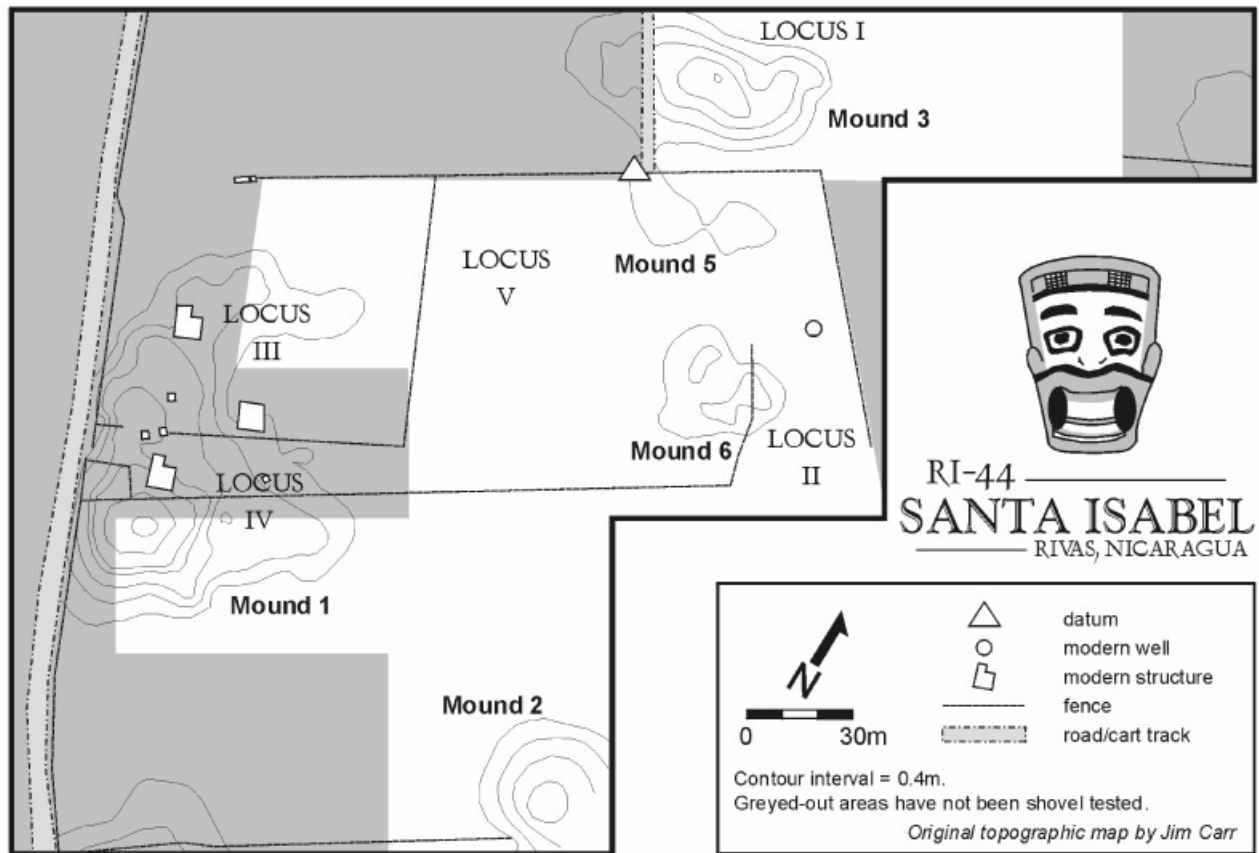 LOCUS I
Mound 3
LOCUS
V
Mound 5
LOCUS
III
Mound 6
LOCUS
II
LOCUS
IV
Mound 1
Mound 2
RI-44
SANTA ISABEL
RIVAS, NICARAGUA
N
0 30m
datum
modern well
modern structure
fence
road/cart track
Contour interval = 0.4m.
Greyed-out areas have not been shovel tested.
Original topographic map by Jim Carr